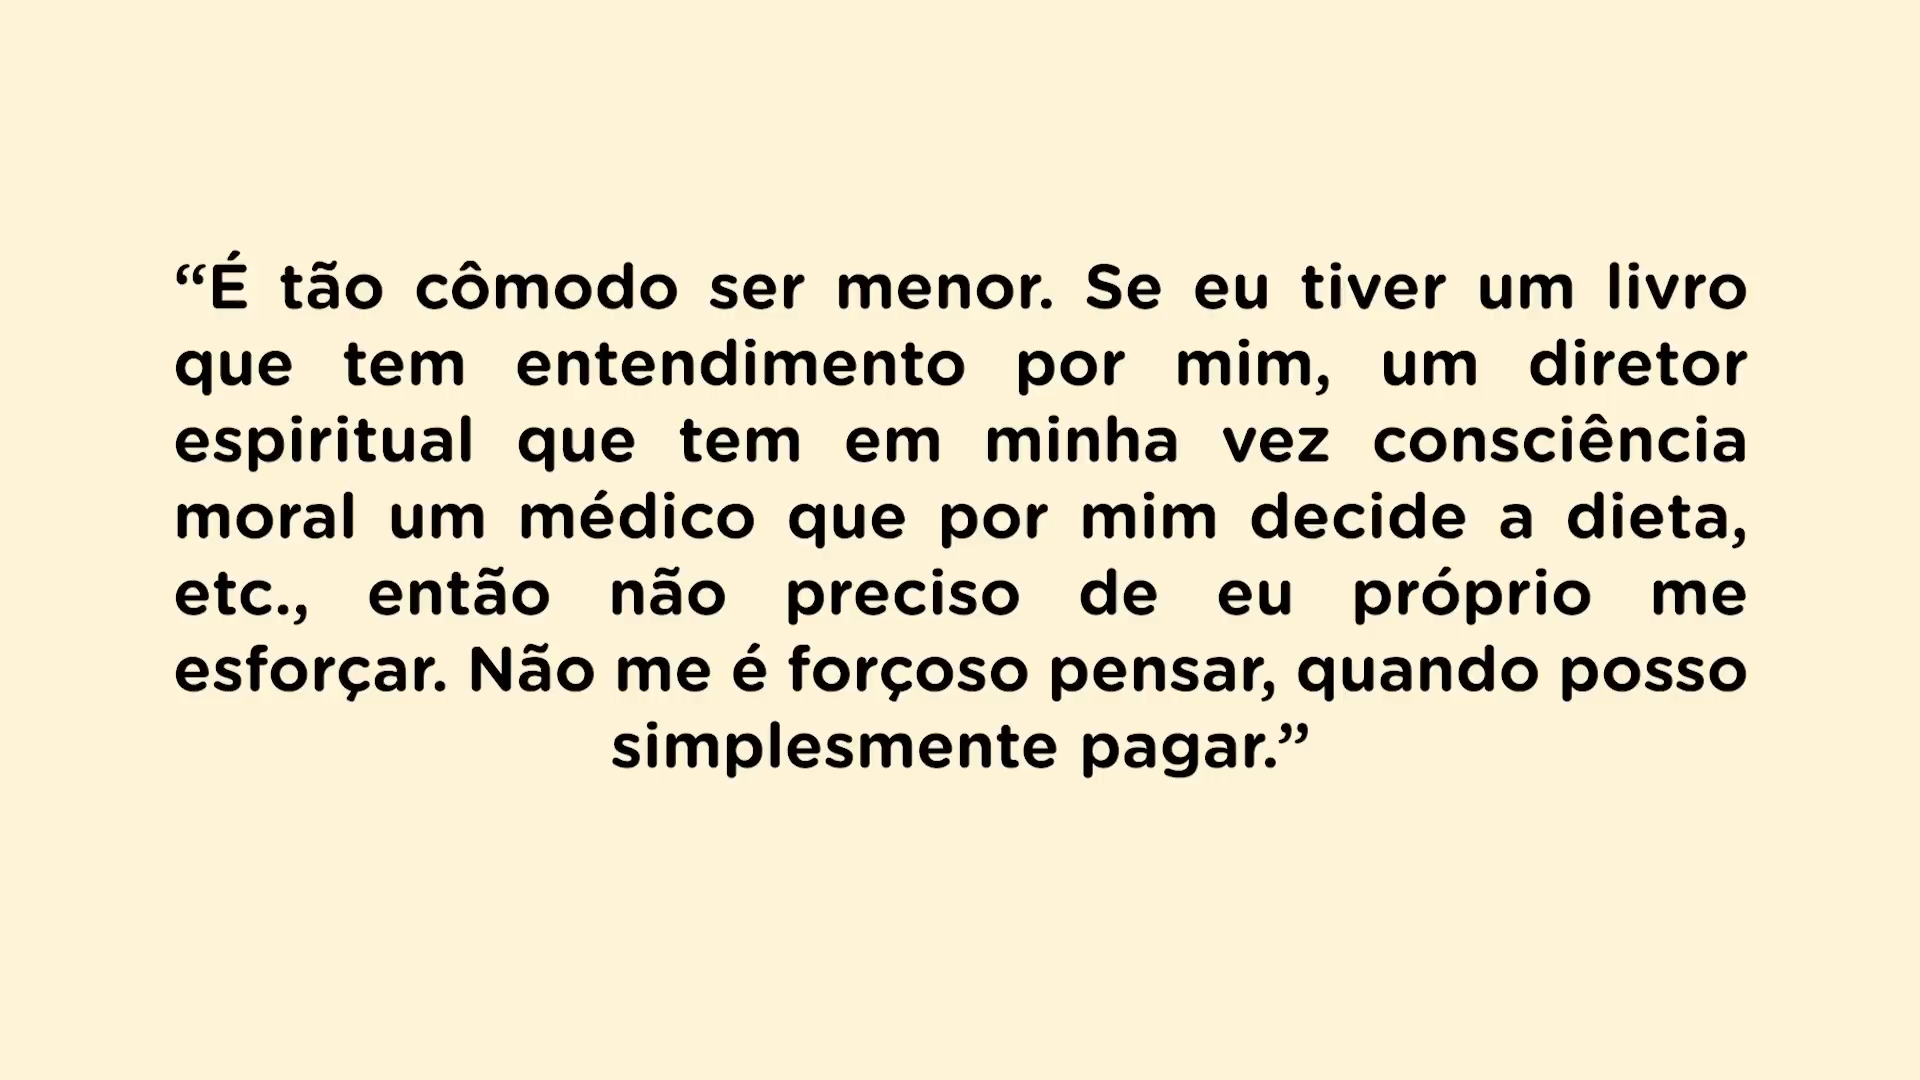 “É tão cômodo ser menor. Se eu tiver um livro
que tem entendimento por mim, um diretor
espiritual que tem em minha vez consciência
moral um médico que por mim decide a dieta,
etc., então não preciso de eu próprio me
esforçar. Não me é forçoso pensar, quando posso
simplesmente pagar.”